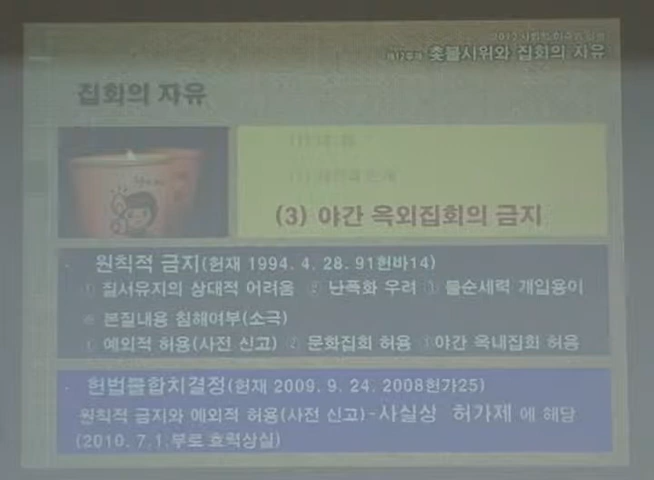 촛불시위와 집회의 자유
집회의 자유
(3) 야간 옥외집회의 금지
원칙적 금지(헌재 1994. 4. 28. 91헌바14)
① 질서유지의 상대적 어려움 ② 난폭화 우려 ③ 불순세력 개입용이
※ 본질내용 침해여부(소극)
① 예외적 허용(사전 신고) ② 문화집회 허용 ③ 야간 옥내집회 허용
헌법불합치결정(헌재 2009. 9. 24. 2008헌가25)
원칙적 금지와 예외적 허용(사전 신고)-사실상 허가제 에 해당
(2010. 7.1.부로 효력상실)